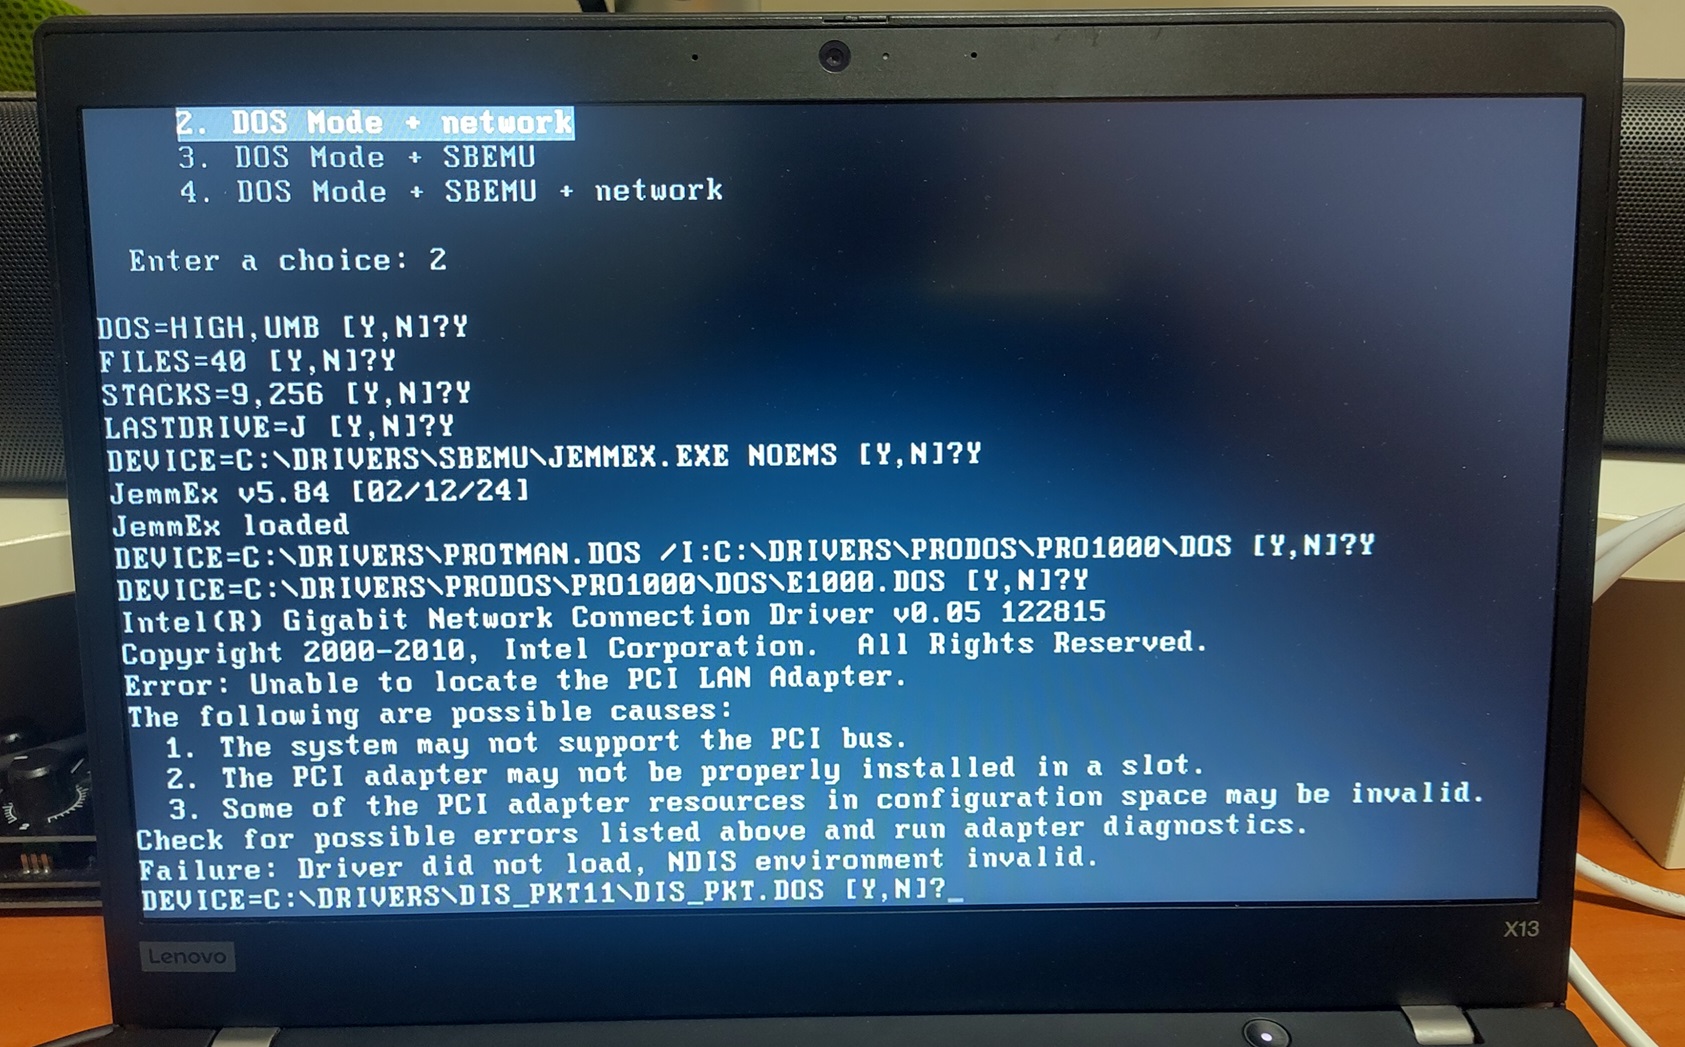 2. DOS Mode + network
3. DOS Mode + SBEMU
4. DOS Mode + SBEMU + network
Enter a choice: 2
DOS=HIGH,UMB [Y,N]?Y
FILES=40 [Y,N]?Y
STACKS=9,256 [Y,N]?Y
LASTDRIVE=J [Y,N]?Y
DEVICE=C:\DRIVERS\SBEMU\JEMMEX.EXE NOEMS [Y,N]?Y
JemmEx v5.84 [02/12/24]
JemmEx loaded
DEVICE=C:\DRIVERS\PROTMAN.DOS /I:C:\DRIVERS\PRODOS\PRO1000\DOS [Y,N]?Y
DEVICE=C:\DRIVERS\PRODOS\PRO1000\DOS\E1000.DOS [Y,N]?Y
Intel(R) Gigabit Network Connection Driver v0.05 122815
Copyright 2000-2010, Intel Corporation.  All Rights Reserved.
Error: Unable to locate the PCI LAN Adapter.
The following are possible causes:
1. The system may not support the PCI bus.
2. The PCI adapter may not be properly installed in a slot.
3. Some of the PCI adapter resources in configuration space may be invalid.
Check for possible errors listed above and run adapter diagnostics.
Failure: Driver did not load, NDIS environment invalid.
DEVICE=C:\DRIVERS\DIS_PKT11\DIS_PKT.DOS [Y,N]?_
X13
Lenovo